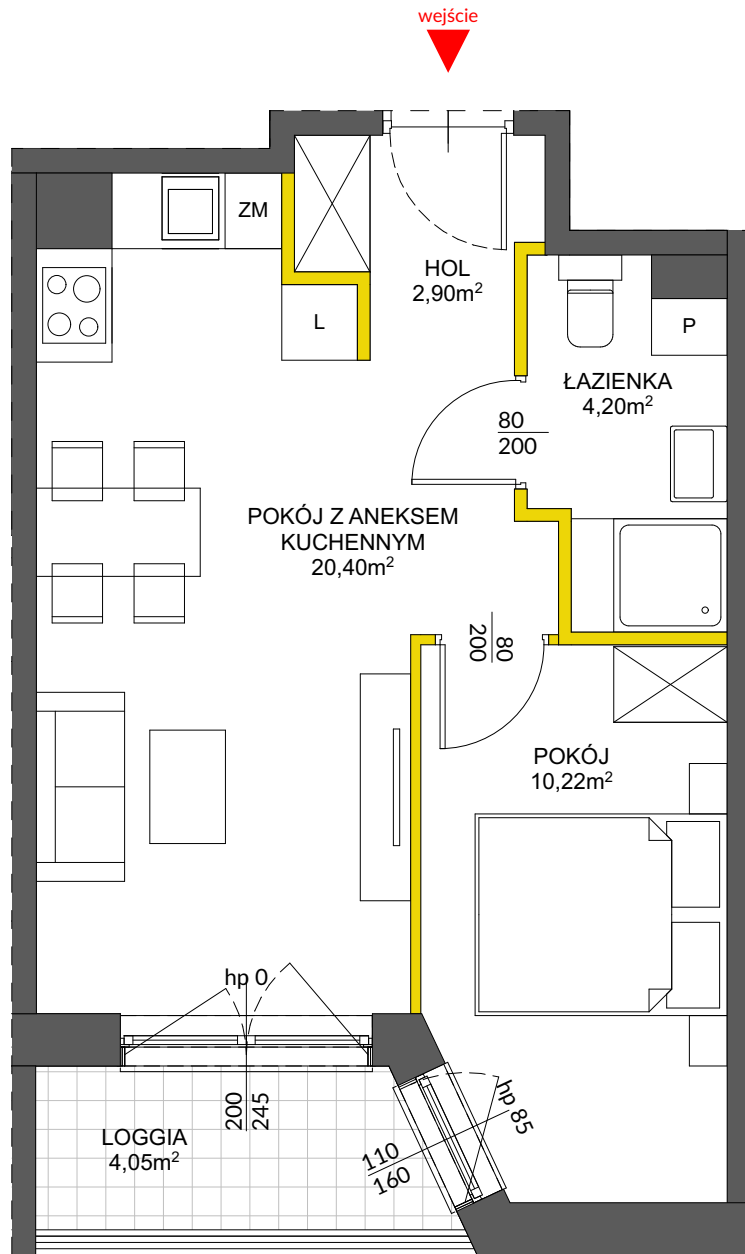 wejście
ZM
HOL
2,90m²
L
P
ŁAZIENKA
4,20m²
80
200
POKÓJ Z ANEKSEM
KUCHENNYM
20,40m²
80
200
POKÓJ
10,22m²
hp 0
200
245
hp 85
110
160
LOGGIA
4,05m²